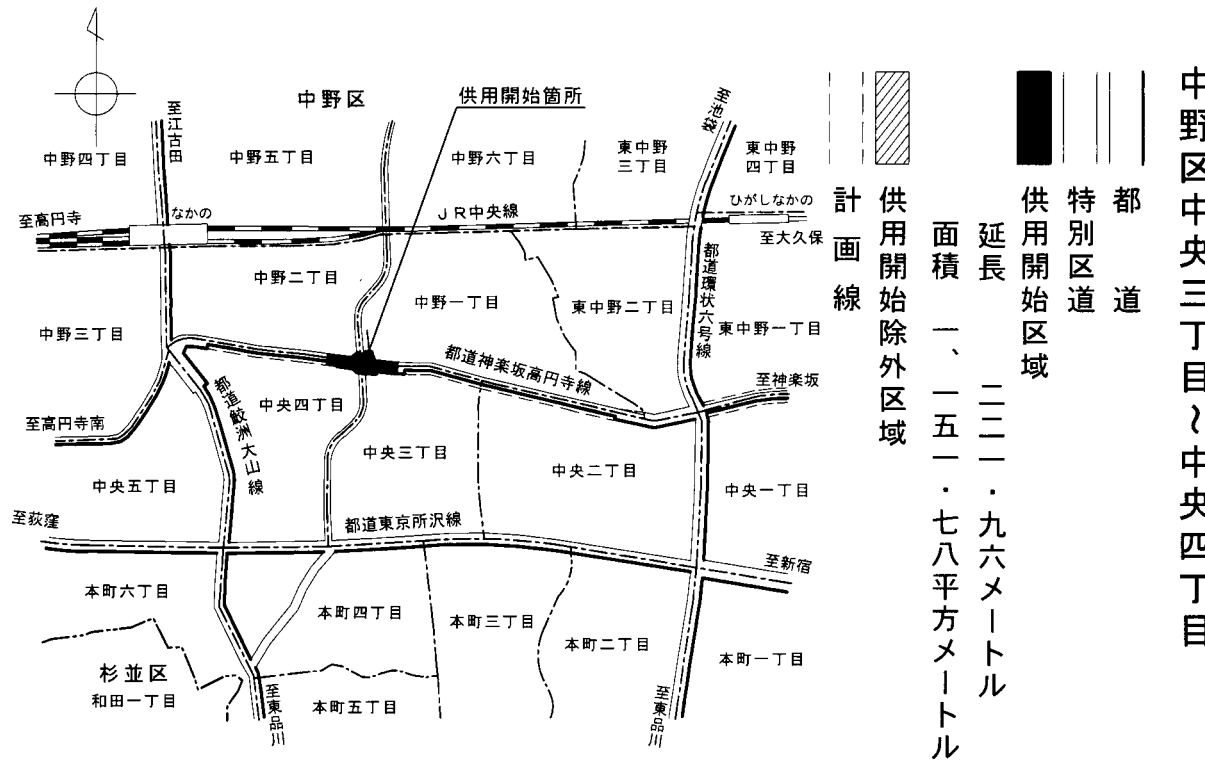 中野区中央三丁目～中央四丁目
都道
特別区道
供用開始区域
延長 二二一・九六メートル
面積 一、一五一・七八平方メートル
供用開始除外区域
計画線
中野区
供用開始箇所
至江古田
至池袋
中野四丁目
中野五丁目
中野六丁目
東中野三丁目
東中野四丁目
至高円寺
なかの
JR中央線
ひがしなかの
至大久保
中野二丁目
中野一丁目
東中野二丁目
都道環状六号線
中野三丁目
東中野一丁目
都道神楽坂高円寺線
至神楽坂
中央四丁目
都道鮫洲大山線
至高円寺南
中央三丁目
中央二丁目
中央五丁目
中央一丁目
至荻窪
都道東京所沢線
至新宿
本町六丁目
本町四丁目
本町三丁目
本町二丁目
本町一丁目
杉並区
和田一丁目
本町五丁目
至東品川
至東品川